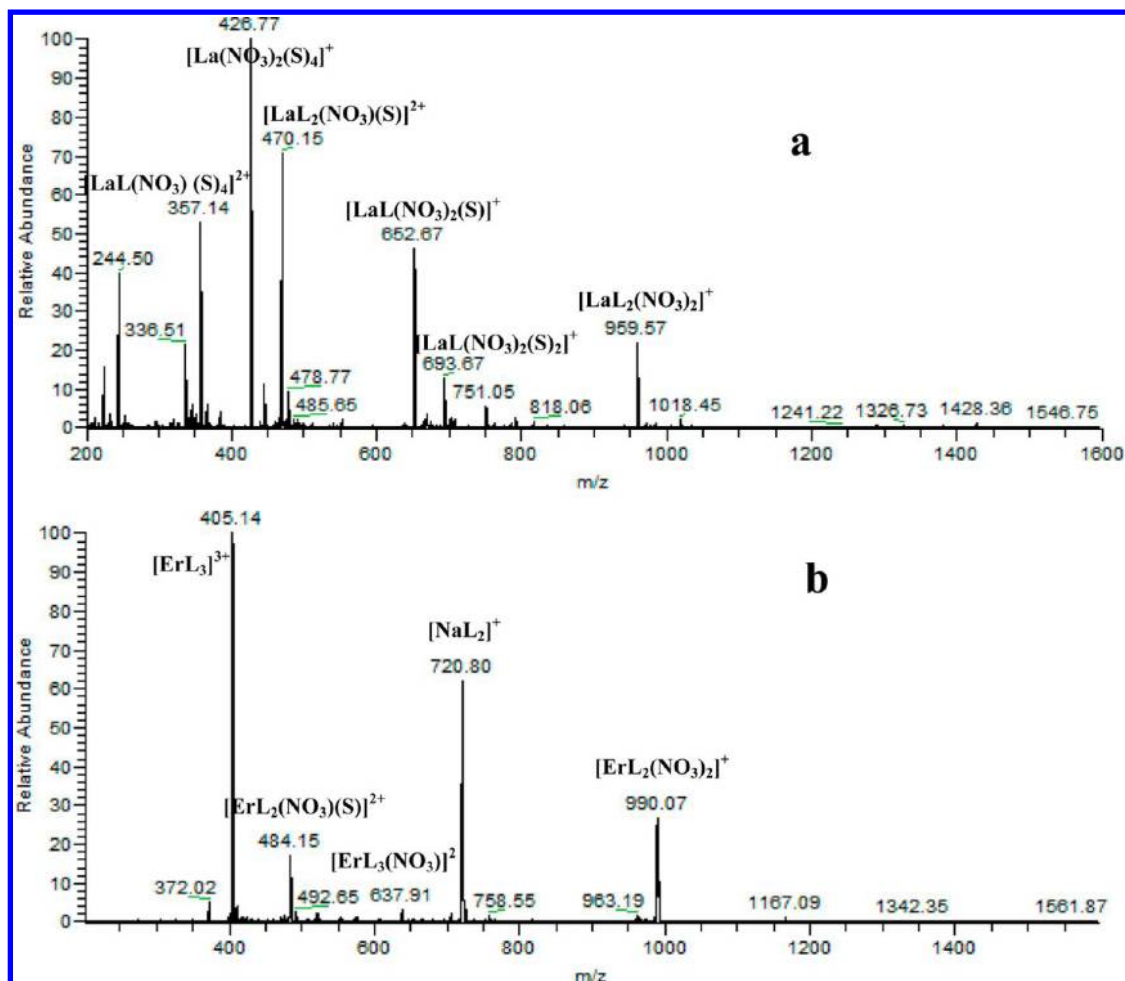 426.77
[La(NO₃)₂(S)₄]⁺
[LaL₂(NO₃)(S)]²⁺
470.15
a
[LaL(NO₃) (S)₄]²⁺
357.14
[LaL(NO₃)₂(S)]⁺
652.67
244.50
[LaL₂(NO₃)₂]⁺
959.57
336.51
[LaL(NO₃)₂(S)₂]⁺
693.67
478.77
751.05
485.65
818.06
1018.45
1241.22
1326.73
1428.36
1546.75
Relative Abundance
100
90
80
70
60
50
40
30
20
10
0
200 400 600 800 1000 1200 1400 1600
m/z
405.14
[ErL₃]³⁺
b
[NaL₂]⁺
720.80
[ErL₂(NO₃)₂]⁺
990.07
[ErL₂(NO₃)(S)]²⁺
484.15
[ErL₃(NO₃)]²
372.02
492.65
637.91
758.55
963.19
1167.09
1342.35
1561.87
Relative Abundance
100
90
80
70
60
50
40
30
20
10
0
400 600 800 1000 1200 1400
m/z